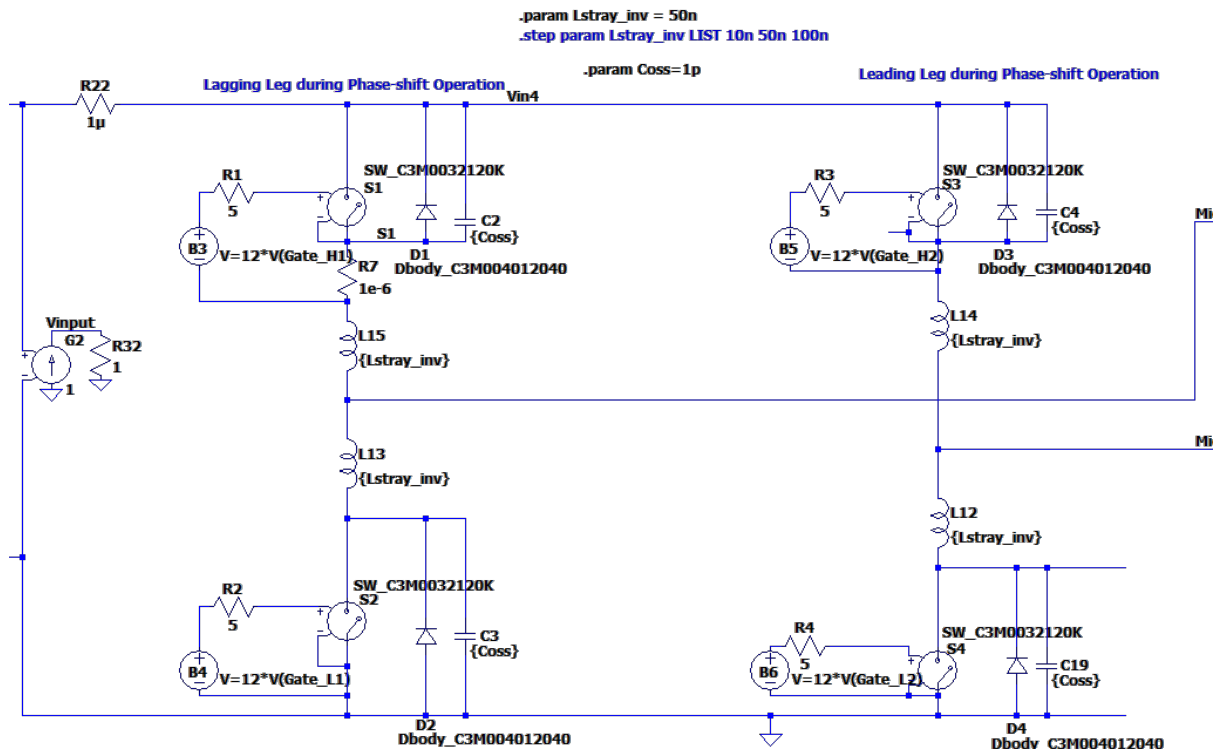 .param Lstray_inv = 50n
.step param Lstray_inv LIST 10n 50n 100n
.param Coss=1p
Lagging Leg during Phase-shift Operation
Leading Leg during Phase-shift Operation
R22
1µ
Vin4
SW_C3M0032120K
S1
R1
5
B3
V=12*V(Gate_H1)
S1
C2
{Coss}
D1
Dbody_C3M004012040
R7
1e-6
L15
{Lstray_inv}
SW_C3M0032120K
S3
R3
5
B5
V=12*V(Gate_H2)
C4
{Coss}
D3
Dbody_C3M004012040
Mi
L14
{Lstray_inv}
Vinput
G2
1
R32
1
L13
{Lstray_inv}
Mi
L12
{Lstray_inv}
SW_C3M0032120K
S2
R2
5
B4
V=12*V(Gate_L1)
C3
{Coss}
D2
Dbody_C3M004012040
SW_C3M0032120K
S4
R4
5
B6
V=12*V(Gate_L2)
C19
{Coss}
D4
Dbody_C3M004012040